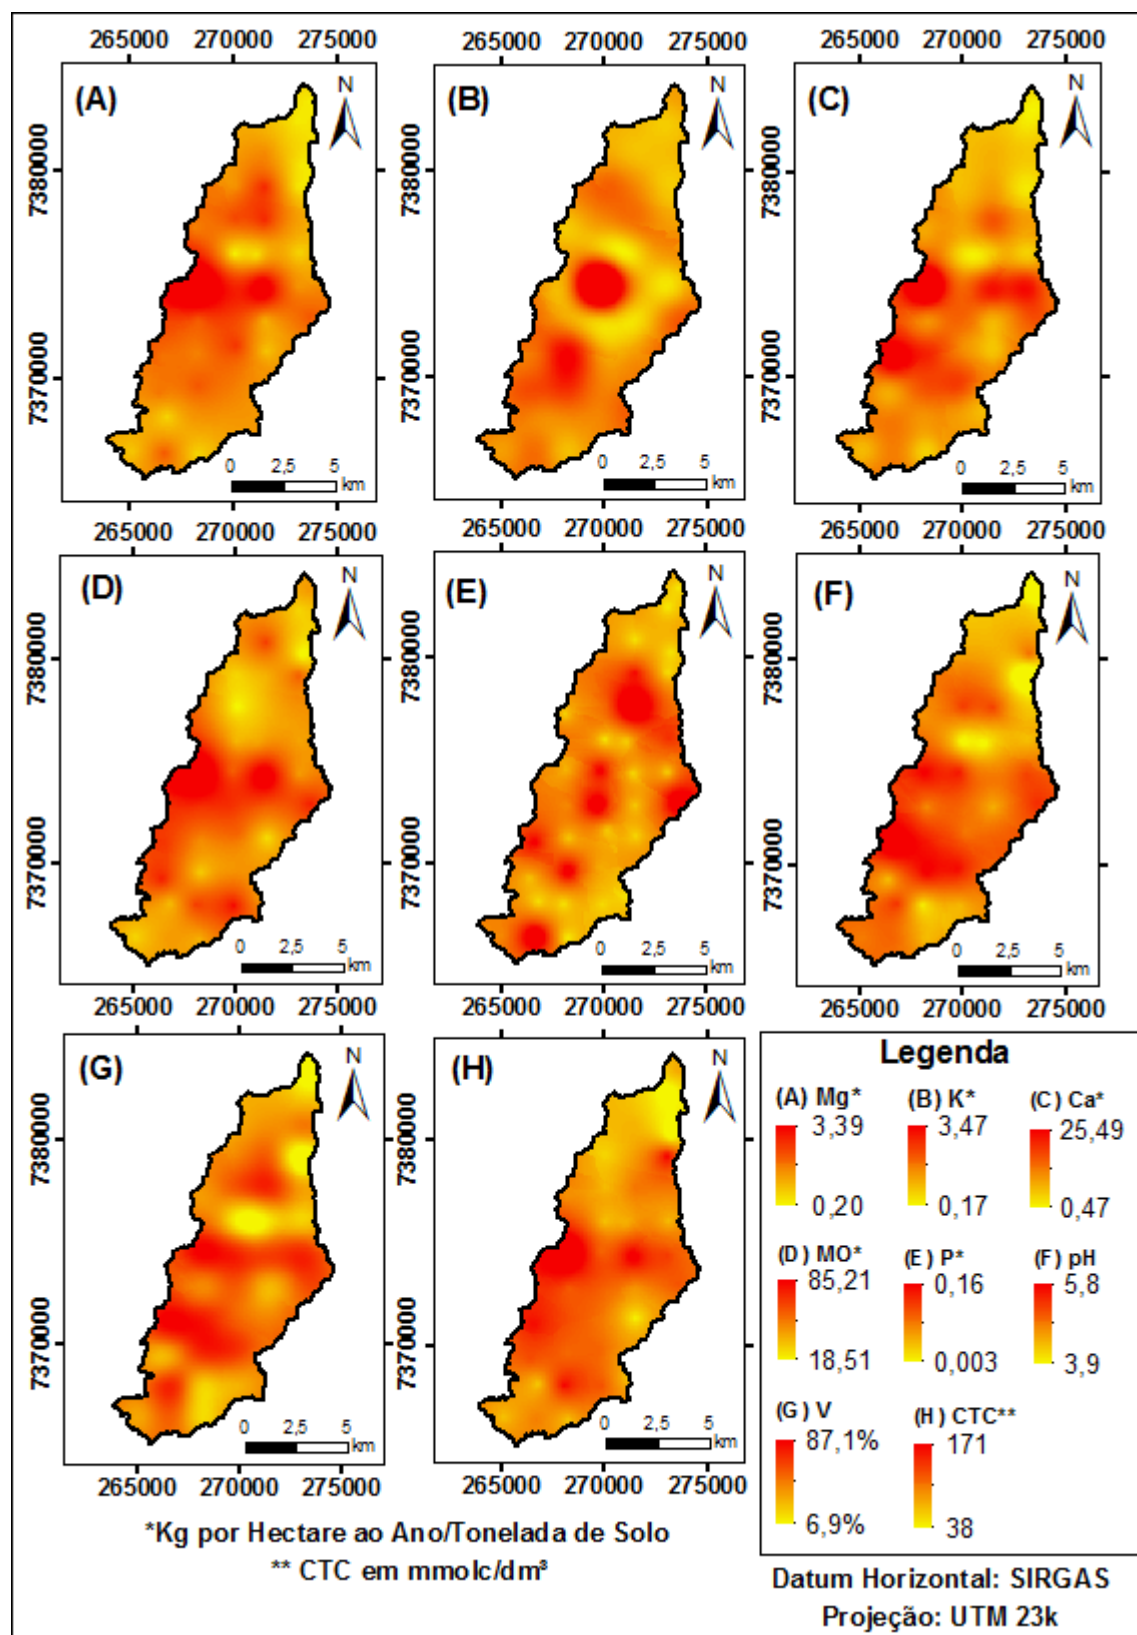 265000 270000 275000
265000 270000 275000
265000 270000 275000
(A) N
(B) N
(C) N
7380000
7370000
7380000
7370000
7380000
7370000
0 2,5 5
km
0 2,5 5
km
0 2,5 5
km
265000 270000 275000
265000 270000 275000
265000 270000 275000
(D) N
(E) N
(F) N
7380000
7370000
7380000
7370000
7380000
7370000
0 2,5 5
km
0 2,5 5
km
0 2,5 5
km
265000 270000 275000
265000 270000 275000
265000 270000 275000
(G) N
(H) N
7380000
7370000
7380000
7370000
0 2,5 5
km
0 2,5 5
km
265000 270000 275000
265000 270000 275000
Legenda
(A) Mg* (B) K* (C) Ca*
3,39 3,47 25,49
0,20 0,17 0,47
(D) MO* (E) P* (F) pH
85,21 0,16 5,8
18,51 0,003 3,9
(G) V (H) CTC**
87,1% 171
6,9% 38
*Kg por Hectare ao Ano/Tonelada de Solo
** CTC em mmolc/dm³
Datum Horizontal: SIRGAS
Projeção: UTM 23k